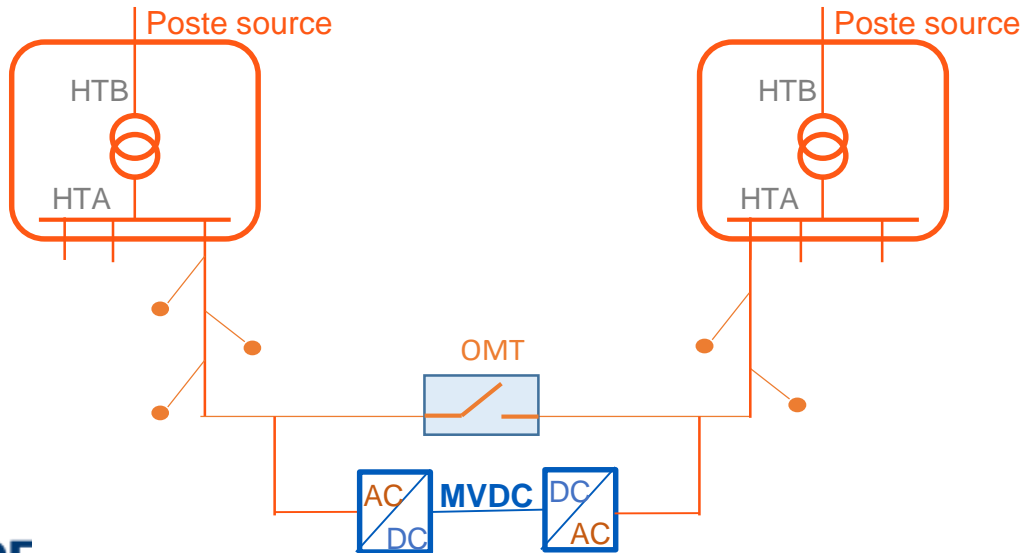 Poste source
Poste source
HTB
HTB
HTA
HTA
OMT
AC
DC
MVDC
DC
AC